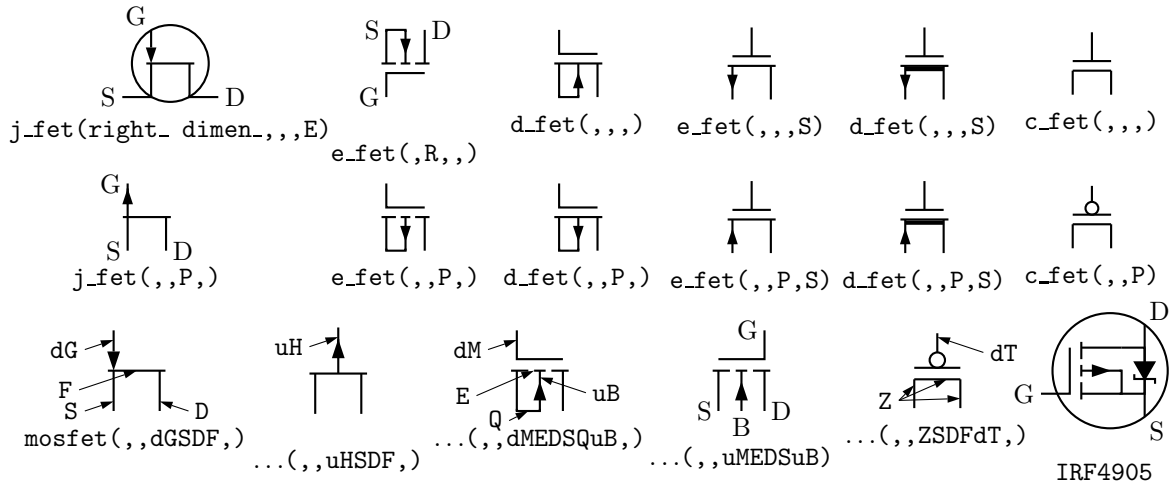 G
S
D
j_fet(right_ dimen_,,,E)
S
D
G
e_fet(,R,,)
d_fet(,,,)
e_fet(,,,S)
d_fet(,,,S)
c_fet(,,,)
G
S
D
j_fet(,,P,)
e_fet(,,P,)
d_fet(,,P,)
e_fet(,,P,S)
d_fet(,,P,S)
c_fet(,,P)
dG
F
S
D
mosfet(,,dGSDF,)
uH
...(,,uHSDF,)
dM
E
uB
Q
...(,,dMEDSQuB,)
G
S
B
D
...(,,uMEDSuB)
dT
Z
...(,,ZSDFdT,)
D
G
S
IRF4905